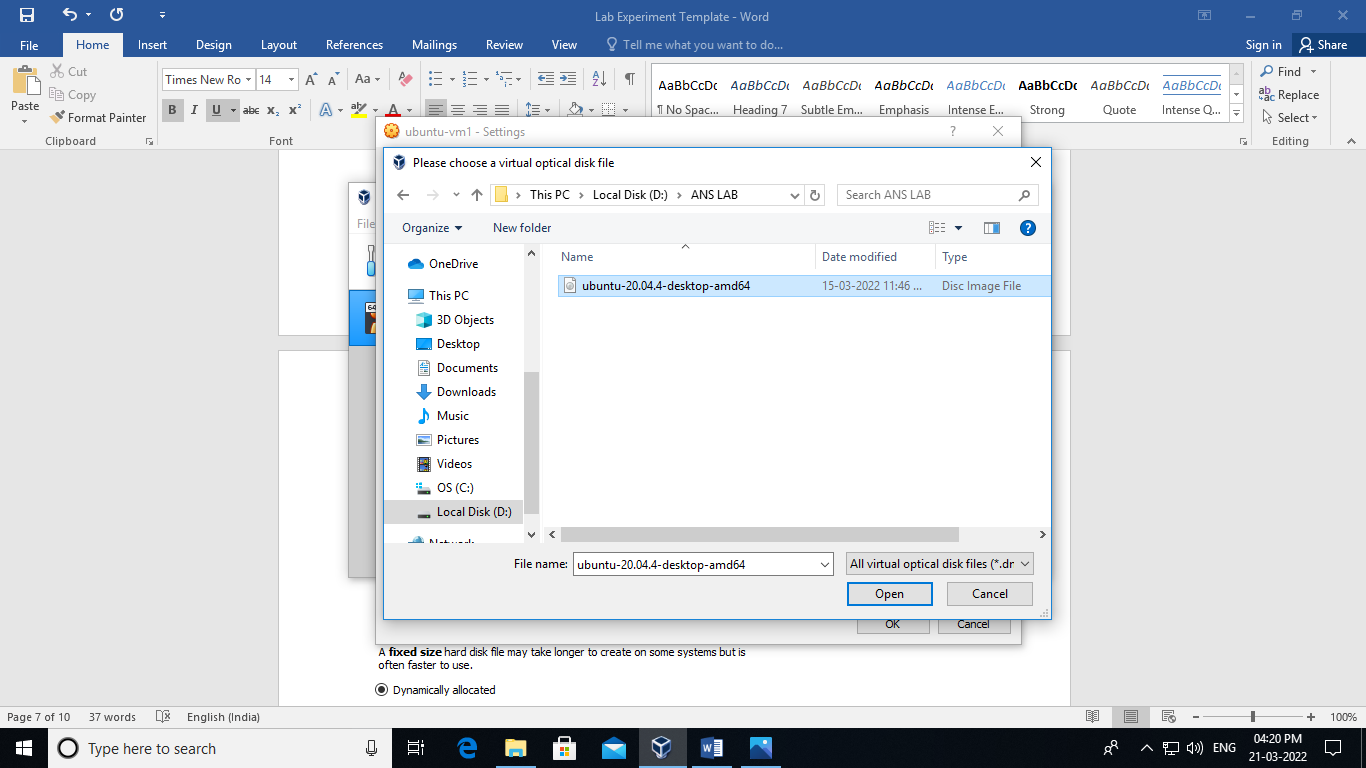 Lab Experiment Template - Word
File Home Insert Design Layout References Mailings Review View Tell me what you want to do... Sign in Share
Paste
Cut
Copy
Format Painter
Clipboard
Times New Ro 14 A A Aa
B I U abc x₂ x² A ab A
Font
AaBbCcDc AaBbCcDc AaBbCcDc AaBbCcDc AaBbCcDc AaBbCcDc AaBbCcDc AaBbCcDc
¶ No Spac... Heading 7 Subtle Em... Emphasis Intense E... Strong Quote Intense Q...
Find
Replace
Select
Editing
ubuntu-vm1 - Settings ?
File
64
Please choose a virtual optical disk file
This PC Local Disk (D:) ANS LAB Search ANS LAB
Organize New folder ?
OneDrive
This PC
3D Objects
Desktop
Documents
Downloads
Music
Pictures
Videos
OS (C:)
Local Disk (D:)
Network
Name Date modified Type
ubuntu-20.04.4-desktop-amd64 15-03-2022 11:46 ... Disc Image File
File name: ubuntu-20.04.4-desktop-amd64 All virtual optical disk files (*.dr
Open Cancel
OK Cancel
A fixed size hard disk file may take longer to create on some systems but is
often faster to use.
Dynamically allocated
Page 7 of 10 37 words English (India) 100%
Type here to search ENG 04:20 PM
21-03-2022